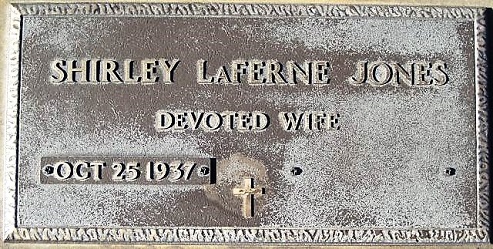 SHIRLEY LAFERNE JONES
DEVOTED WIFE
OCT 25 1937